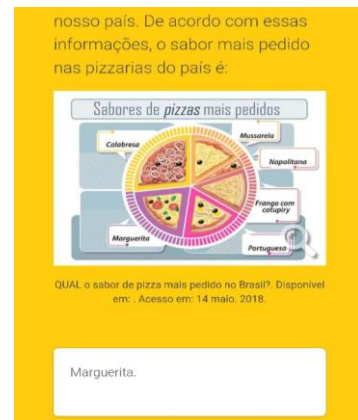 nosso país. De acordo com essas
informações, o sabor mais pedido
nas pizzarias do país é:
Sabores de pizzas mais pedidos
Calabresa
Mussarela
Napolitana
Frango com
catupiry
Marguerita
Portuguesa
QUAL o sabor de pizza mais pedido no Brasil?. Disponível
em: . Acesso em: 14 maio. 2018.
Marguerita.